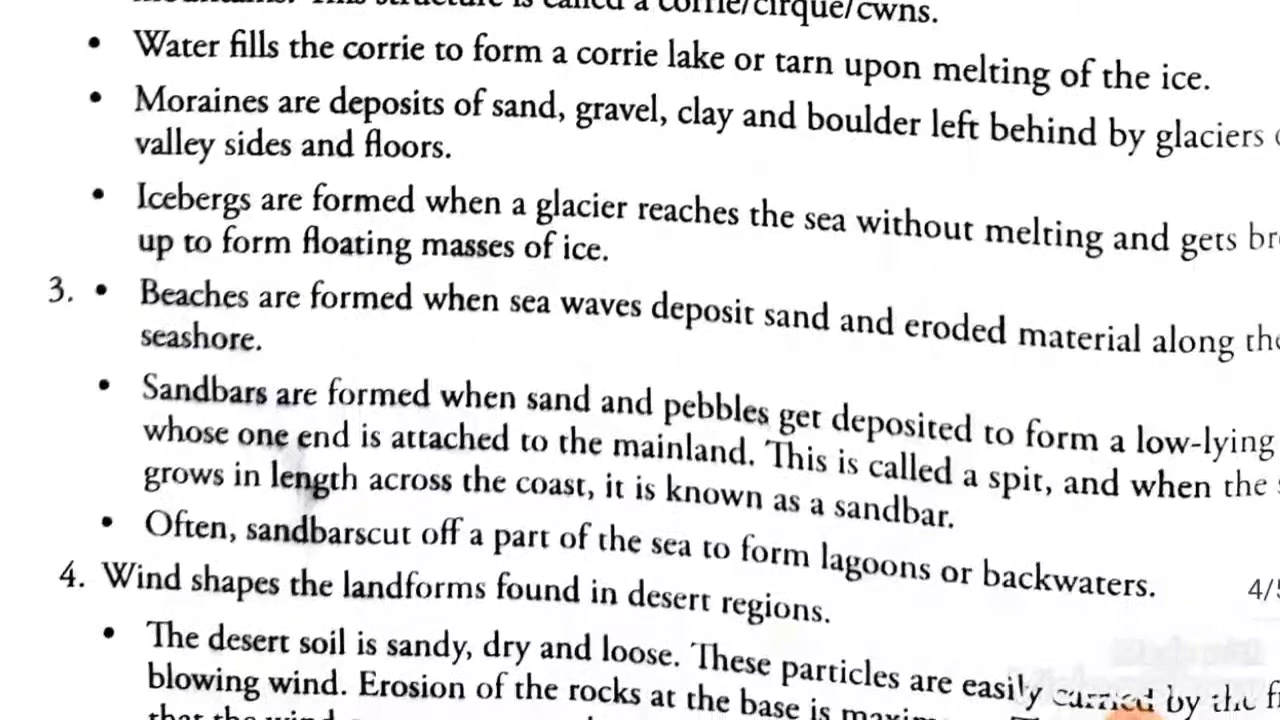 mountains. This structure is called a corrie/cirque/cwns.
• Water fills the corrie to form a corrie lake or tarn upon melting of the ice.
• Moraines are deposits of sand, gravel, clay and boulder left behind by glaciers
valley sides and floors.
• Icebergs are formed when a glacier reaches the sea without melting and gets br
up to form floating masses of ice.
3. • Beaches are formed when sea waves deposit sand and eroded material along the
seashore.
• Sandbars are formed when sand and pebbles get deposited to form a low-lying
whose one end is attached to the mainland. This is called a spit, and when the
grows in length across the coast, it is known as a sandbar.
• Often, sandbarscut off a part of the sea to form lagoons or backwaters.
4/5
4. Wind shapes the landforms found in desert regions.
• The desert soil is sandy, dry and loose. These particles are easily carried by the
blowing wind. Erosion of the rocks at the base is
that the wind